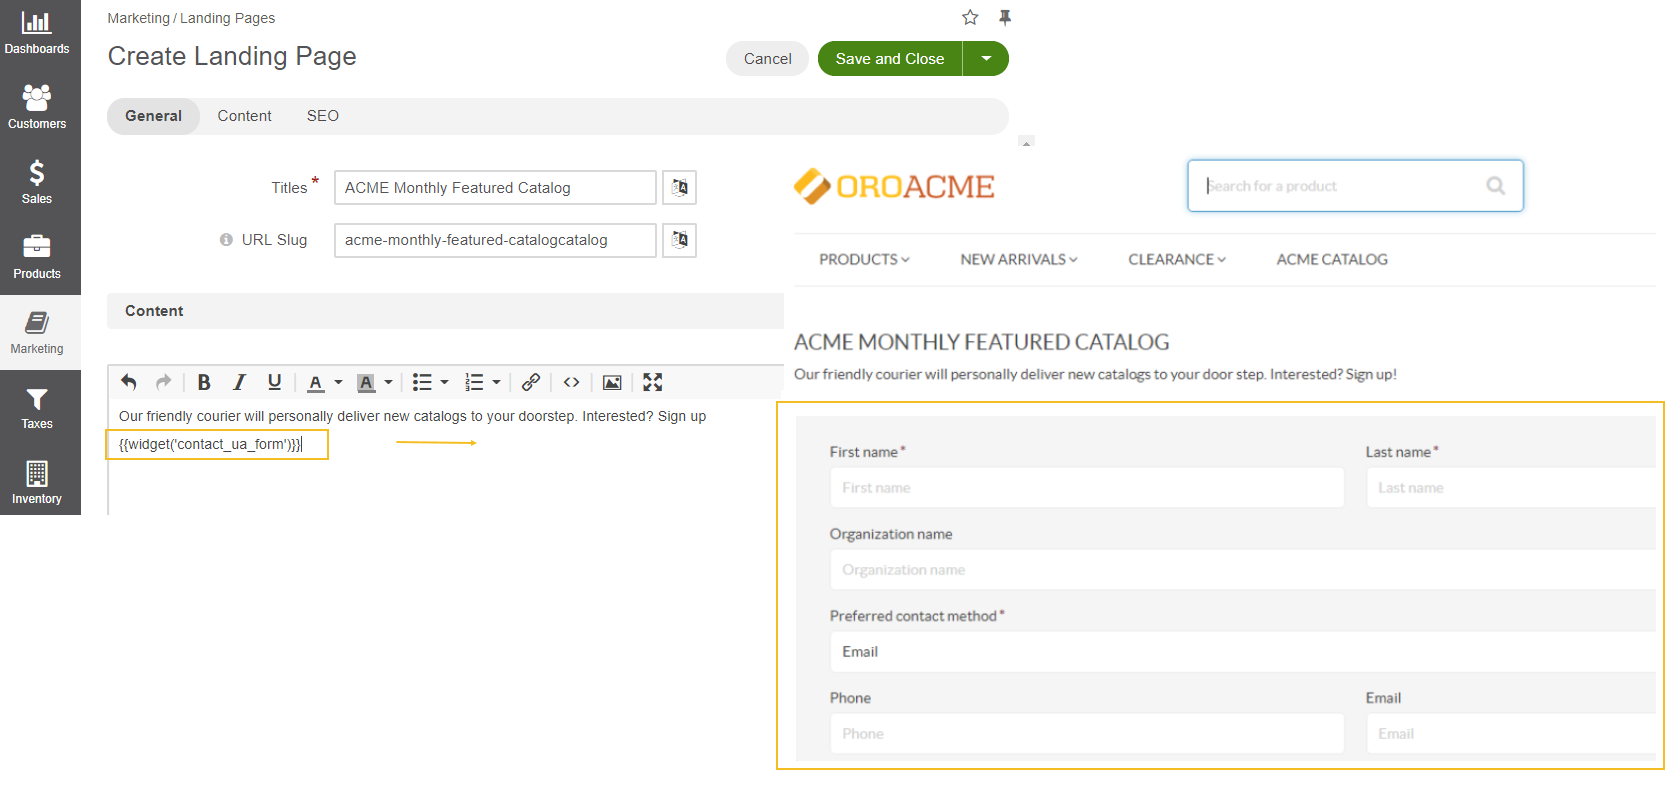 Dashboards
Customers
Sales
Products
Marketing
Taxes
Inventory
Marketing / Landing Pages
Create Landing Page
Cancel
Save and Close
General Content SEO
Titles * ACME Monthly Featured Catalog
URL Slug acme-monthly-featured-catalogcatalog
Content
B I U A A
Our friendly courier will personally deliver new catalogs to your doorstep. Interested? Sign up
{{widget('contact_ua_form')}}
OROACME
Search for a product
PRODUCTS NEW ARRIVALS CLEARANCE ACME CATALOG
ACME MONTHLY FEATURED CATALOG
Our friendly courier will personally deliver new catalogs to your door step. Interested? Sign up!
First name * Last name *
First name Last name
Organization name
Organization name
Preferred contact method *
Email
Phone Email
Phone Email